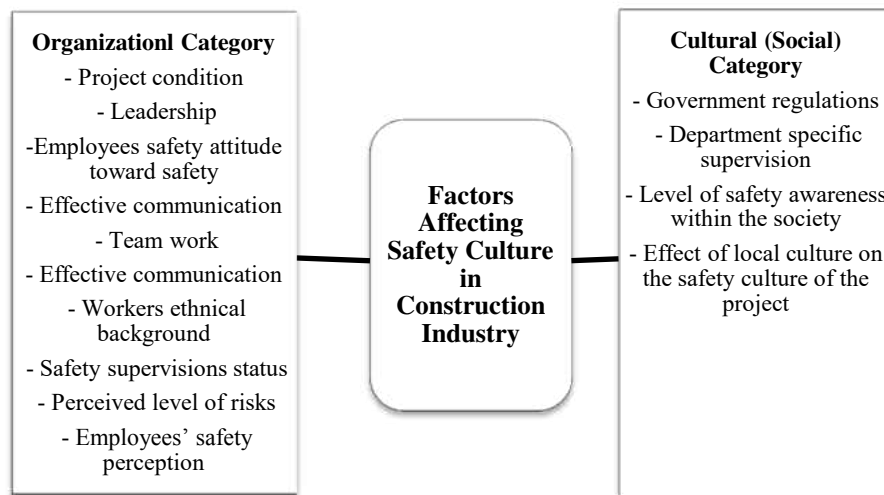 Organizationl Category
- Project condition
- Leadership
-Employees safety attitude
toward safety
- Effective communication
- Team work
- Effective communication
- Workers ethnical
background
- Safety supervisions status
- Perceived level of risks
- Employees’ safety
perception
Factors
Affecting
Safety Culture
in
Construction
Industry
Cultural (Social)
Category
- Government regulations
- Department specific
supervision
- Level of safety awareness
within the society
- Effect of local culture on
the safety culture of the
project